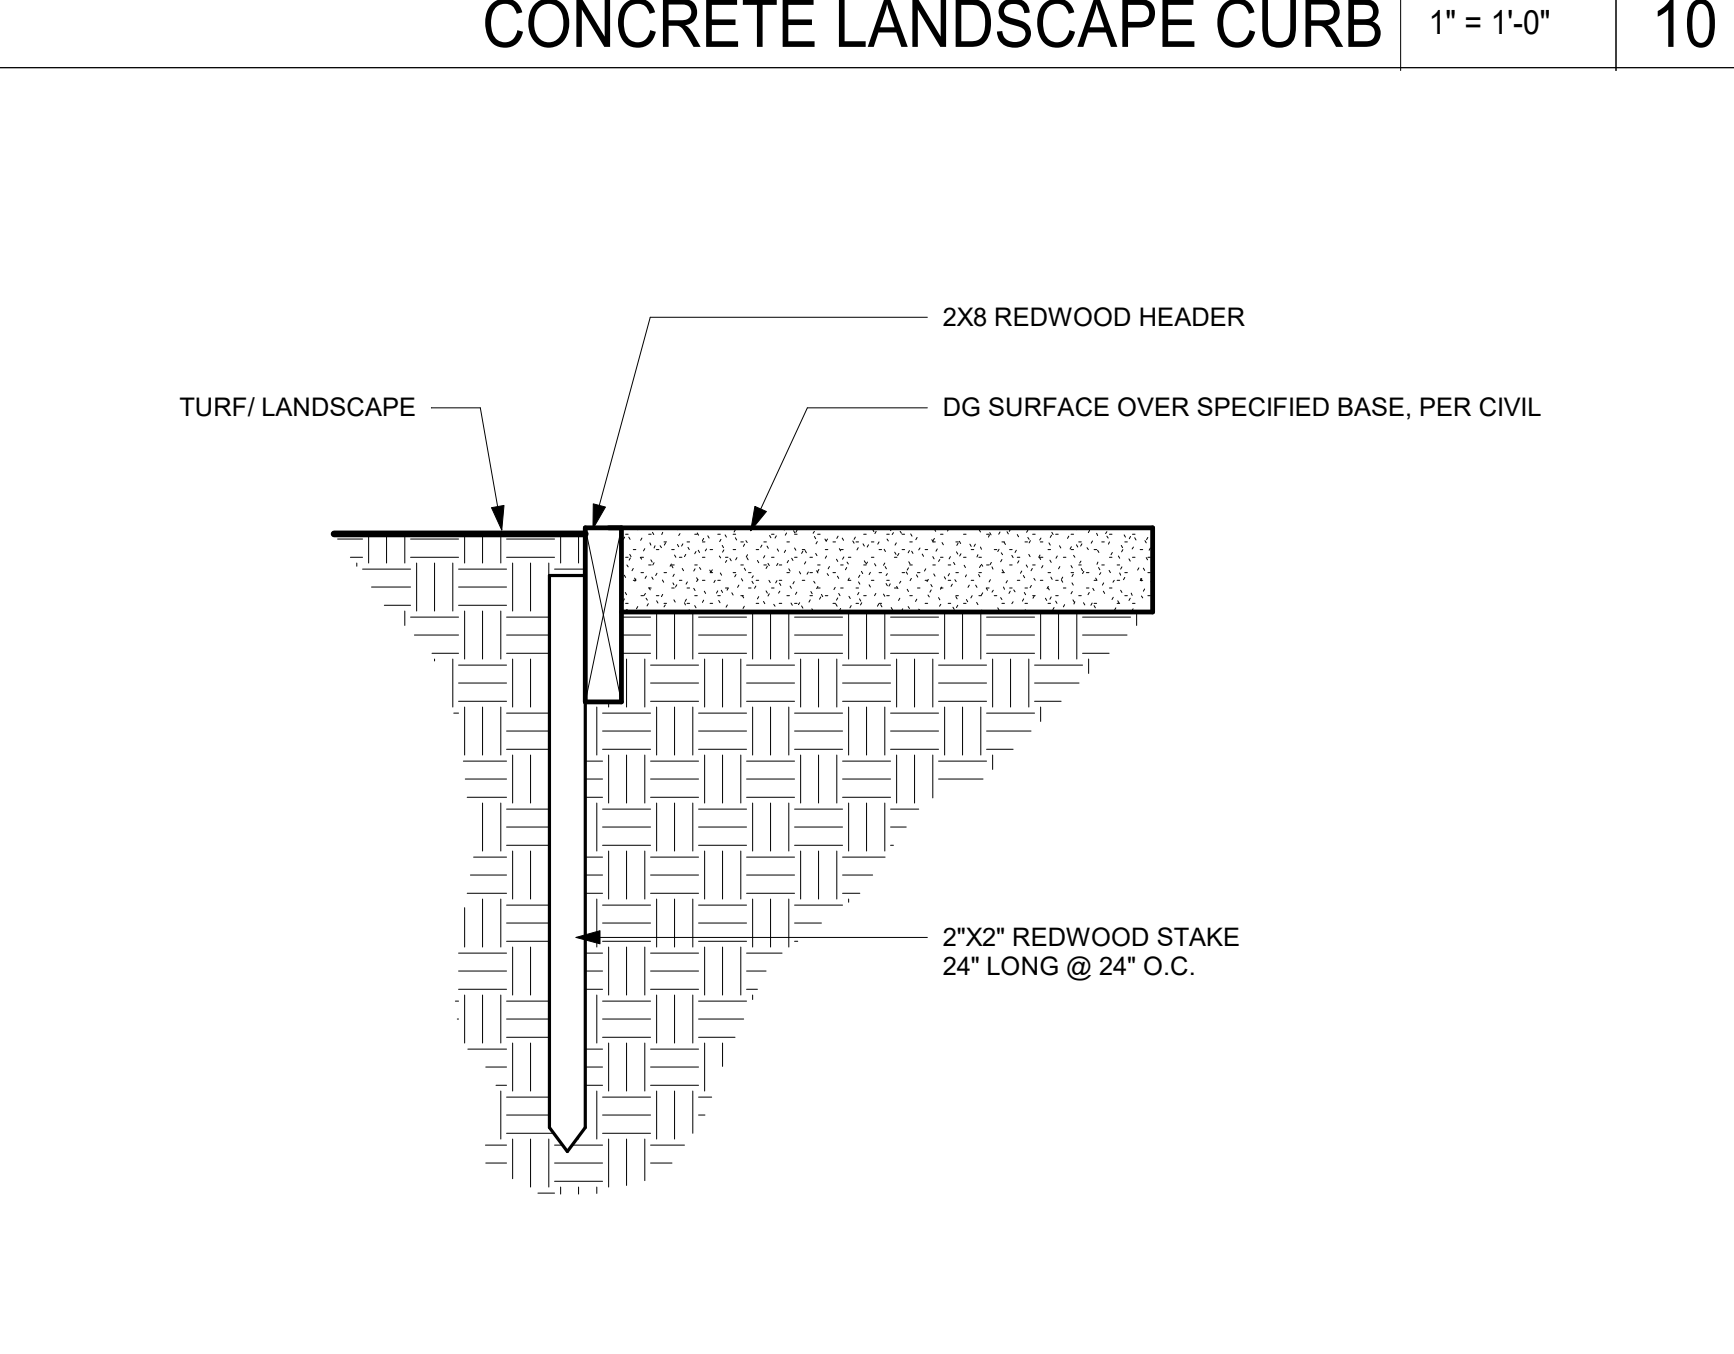 CONCRETE LANDSCAPE CURB
1" = 1'-0"
10
2X8 REDWOOD HEADER
TURF/ LANDSCAPE
DG SURFACE OVER SPECIFIED BASE, PER CIVIL
2"X2" REDWOOD STAKE
24" LONG @ 24" O.C.